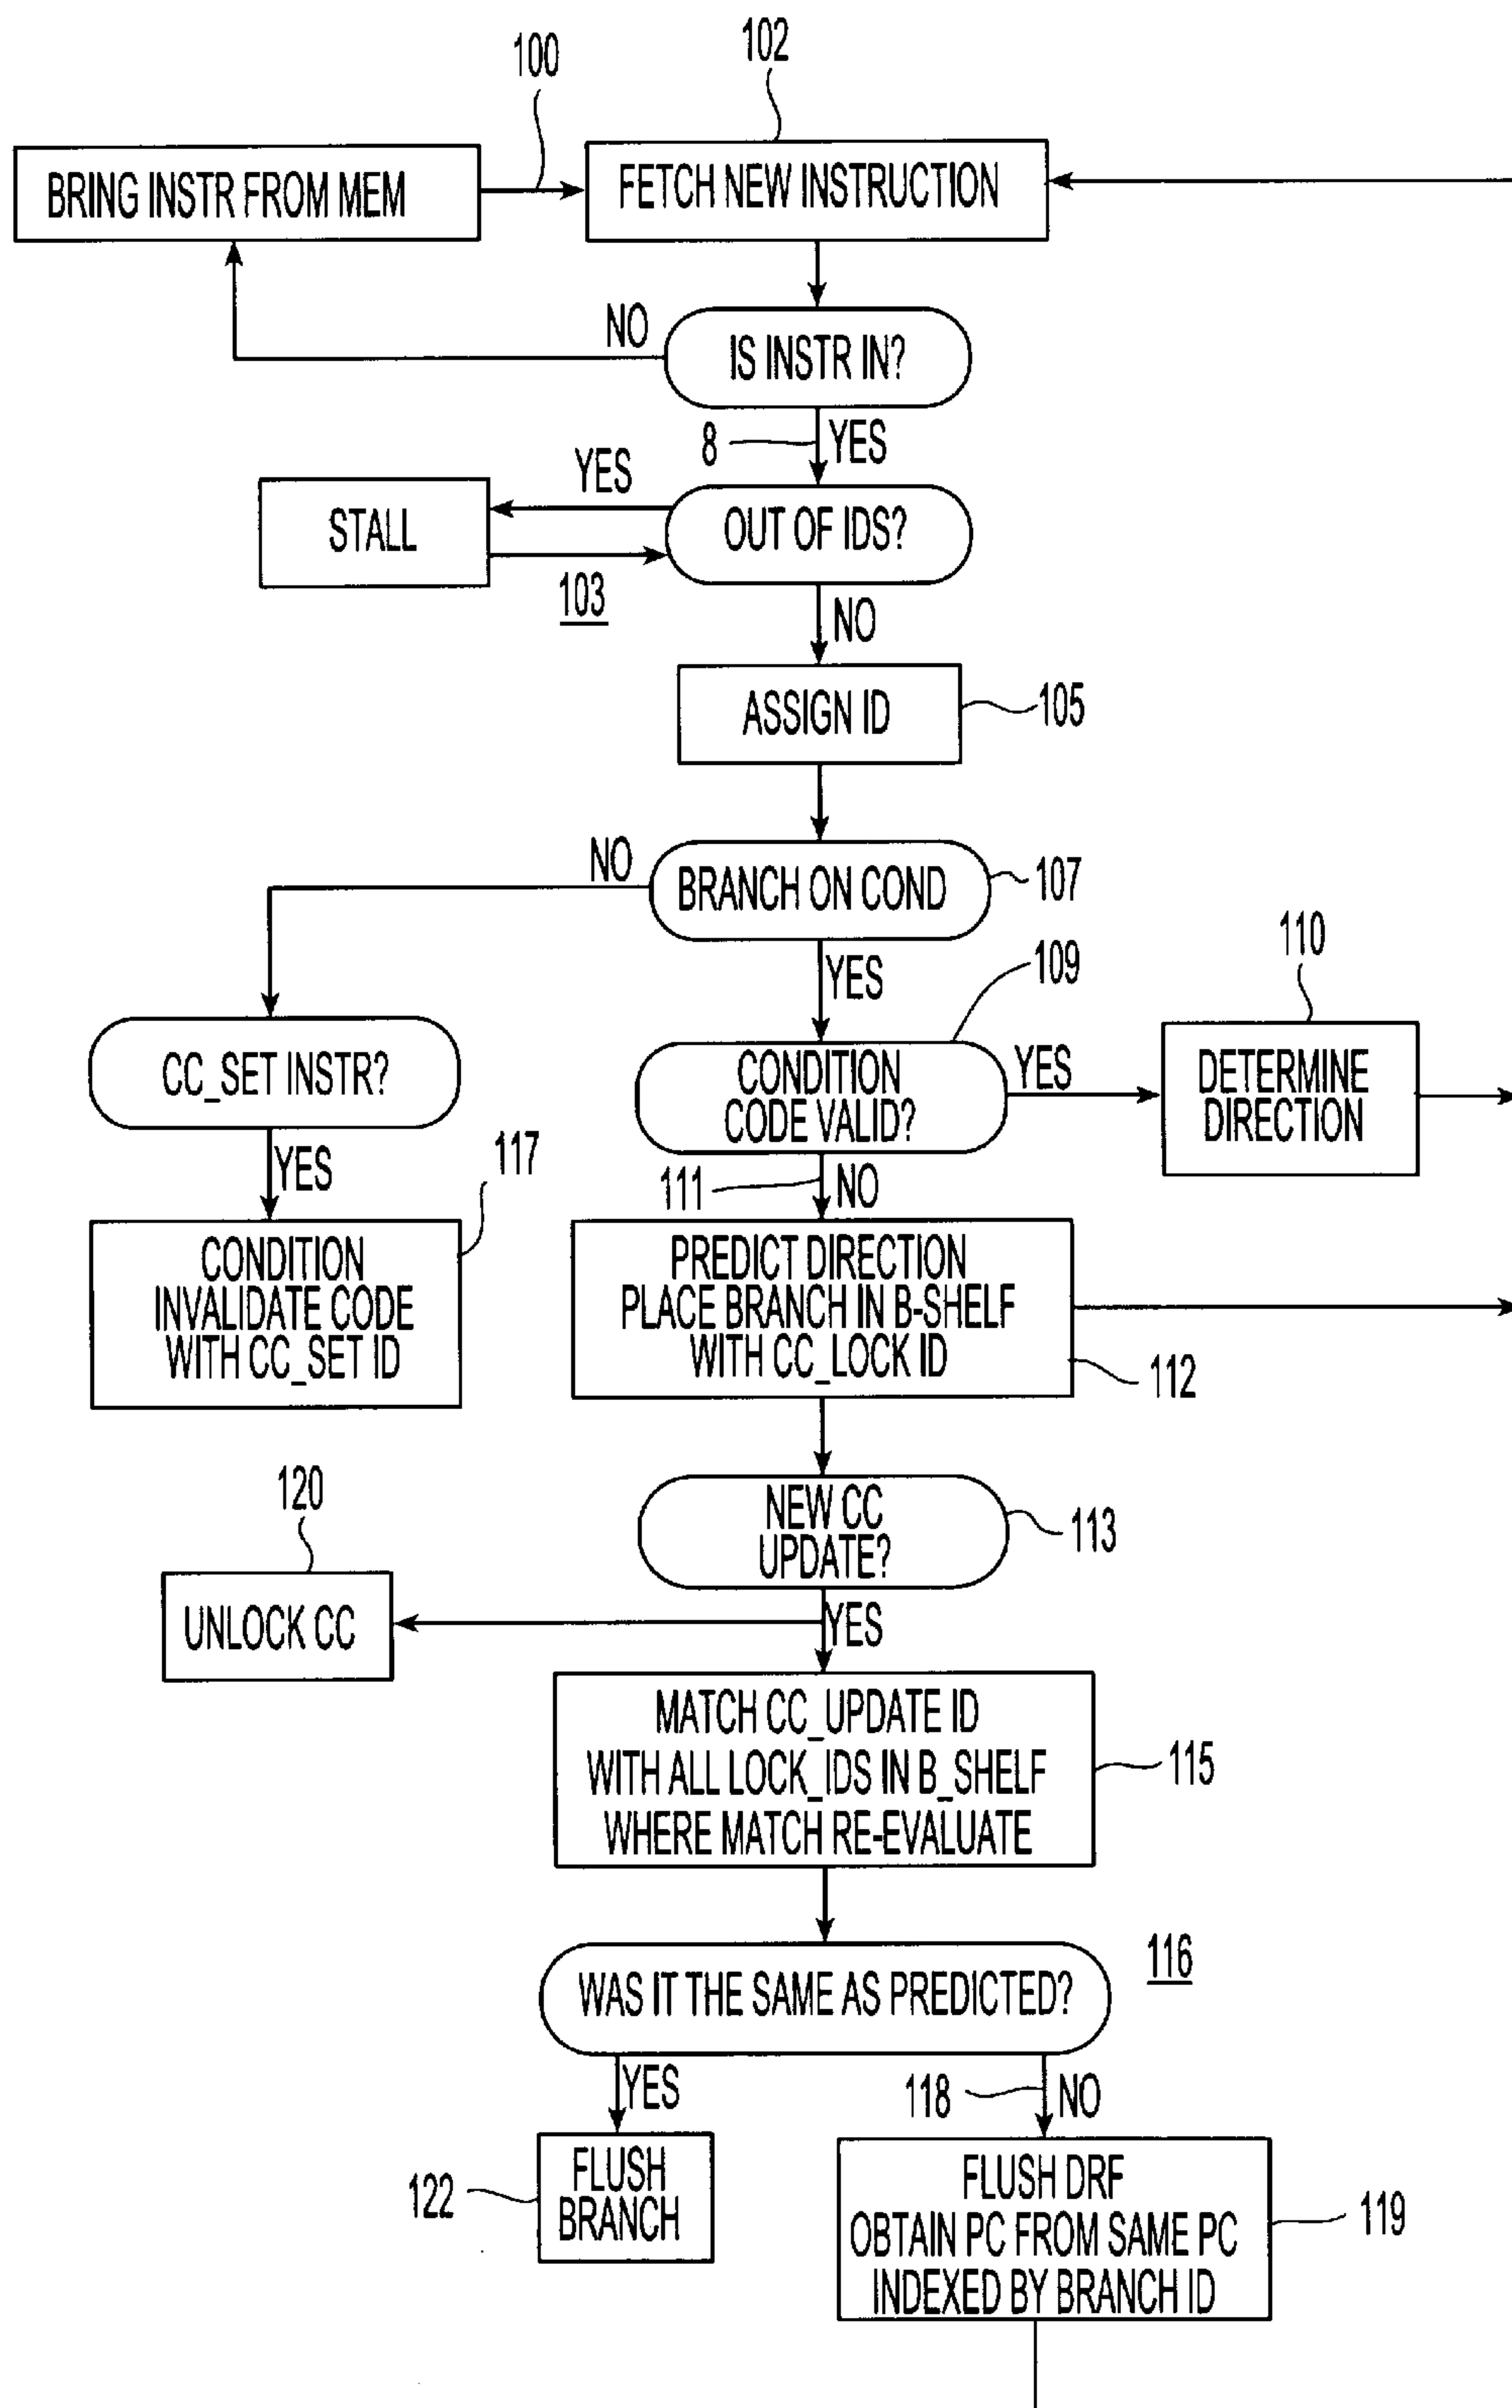 100
102
BRING INSTR FROM MEM
FETCH NEW INSTRUCTION
NO
IS INSTR IN?
8
YES
YES
STALL
OUT OF IDS?
103
NO
ASSIGN ID
105
NO
BRANCH ON COND
107
YES
109
110
CC_SET INSTR?
CONDITION
CODE VALID?
YES
DETERMINE
DIRECTION
YES
117
111
NO
CONDITION
INVALIDATE CODE
WITH CC_SET ID
PREDICT DIRECTION
PLACE BRANCH IN B-SHELF
WITH CC_LOCK ID
112
120
NEW CC
UPDATE?
113
UNLOCK CC
YES
MATCH CC_UPDATE ID
WITH ALL LOCK_IDS IN B_SHELF
WHERE MATCH RE-EVALUATE
115
WAS IT THE SAME AS PREDICTED?
116
YES
118
NO
FLUSH
BRANCH
122
FLUSH DRF
OBTAIN PC FROM SAME PC
INDEXED BY BRANCH ID
119